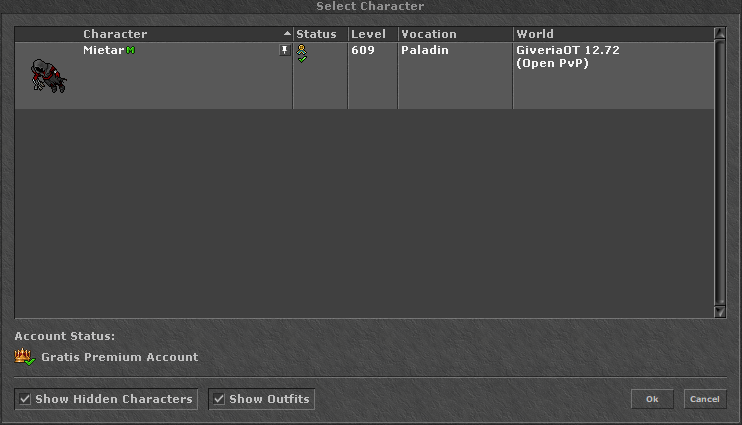 Select Character
Character Status Level Vocation World
Mietar M 609 Paladin GiveriaOT 12.72
(Open PvP)
Account Status:
Gratis Premium Account
Show Hidden Characters Show Outfits Ok Cancel